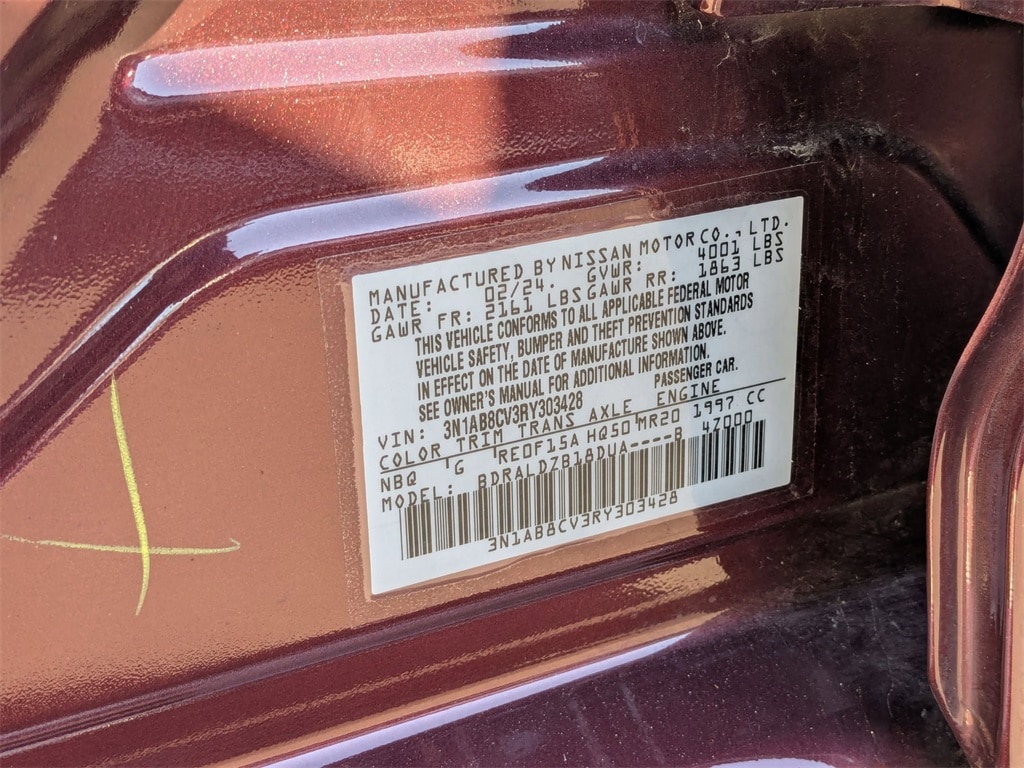 MANUFACTURED BY NISSAN MOTOR CO., LTD.
DATE: 02/24. GVWR: 4001 LBS
GAWR FR: 2161 LBS GAWR RR: 1863 LBS
THIS VEHICLE CONFORMS TO ALL APPLICABLE FEDERAL MOTOR
VEHICLE SAFETY, BUMPER AND THEFT PREVENTION STANDARDS
IN EFFECT ON THE DATE OF MANUFACTURE SHOWN ABOVE.
SEE OWNER'S MANUAL FOR ADDITIONAL INFORMATION.
VIN: 3N1AB8CV3RY303428 PASSENGER CAR.
COLOR TRIM TRANS AXLE ENGINE
NBQ G RE0F15A HQ50 MR20 1997 CC
MODEL: BDRALDZB18DUA----B 4Z000
3N1AB8CV3RY303428